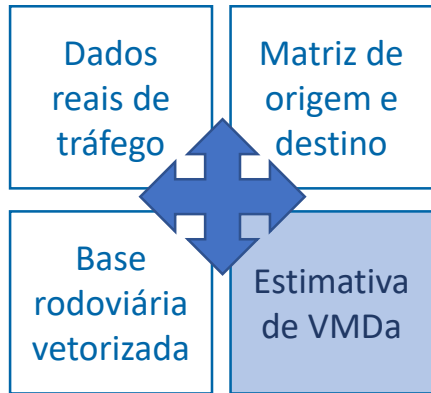 Dados
reais de
tráfego
Matriz de
origem e
destino
Base
rodoviária
vetorizada
Estimativa
de VMDa